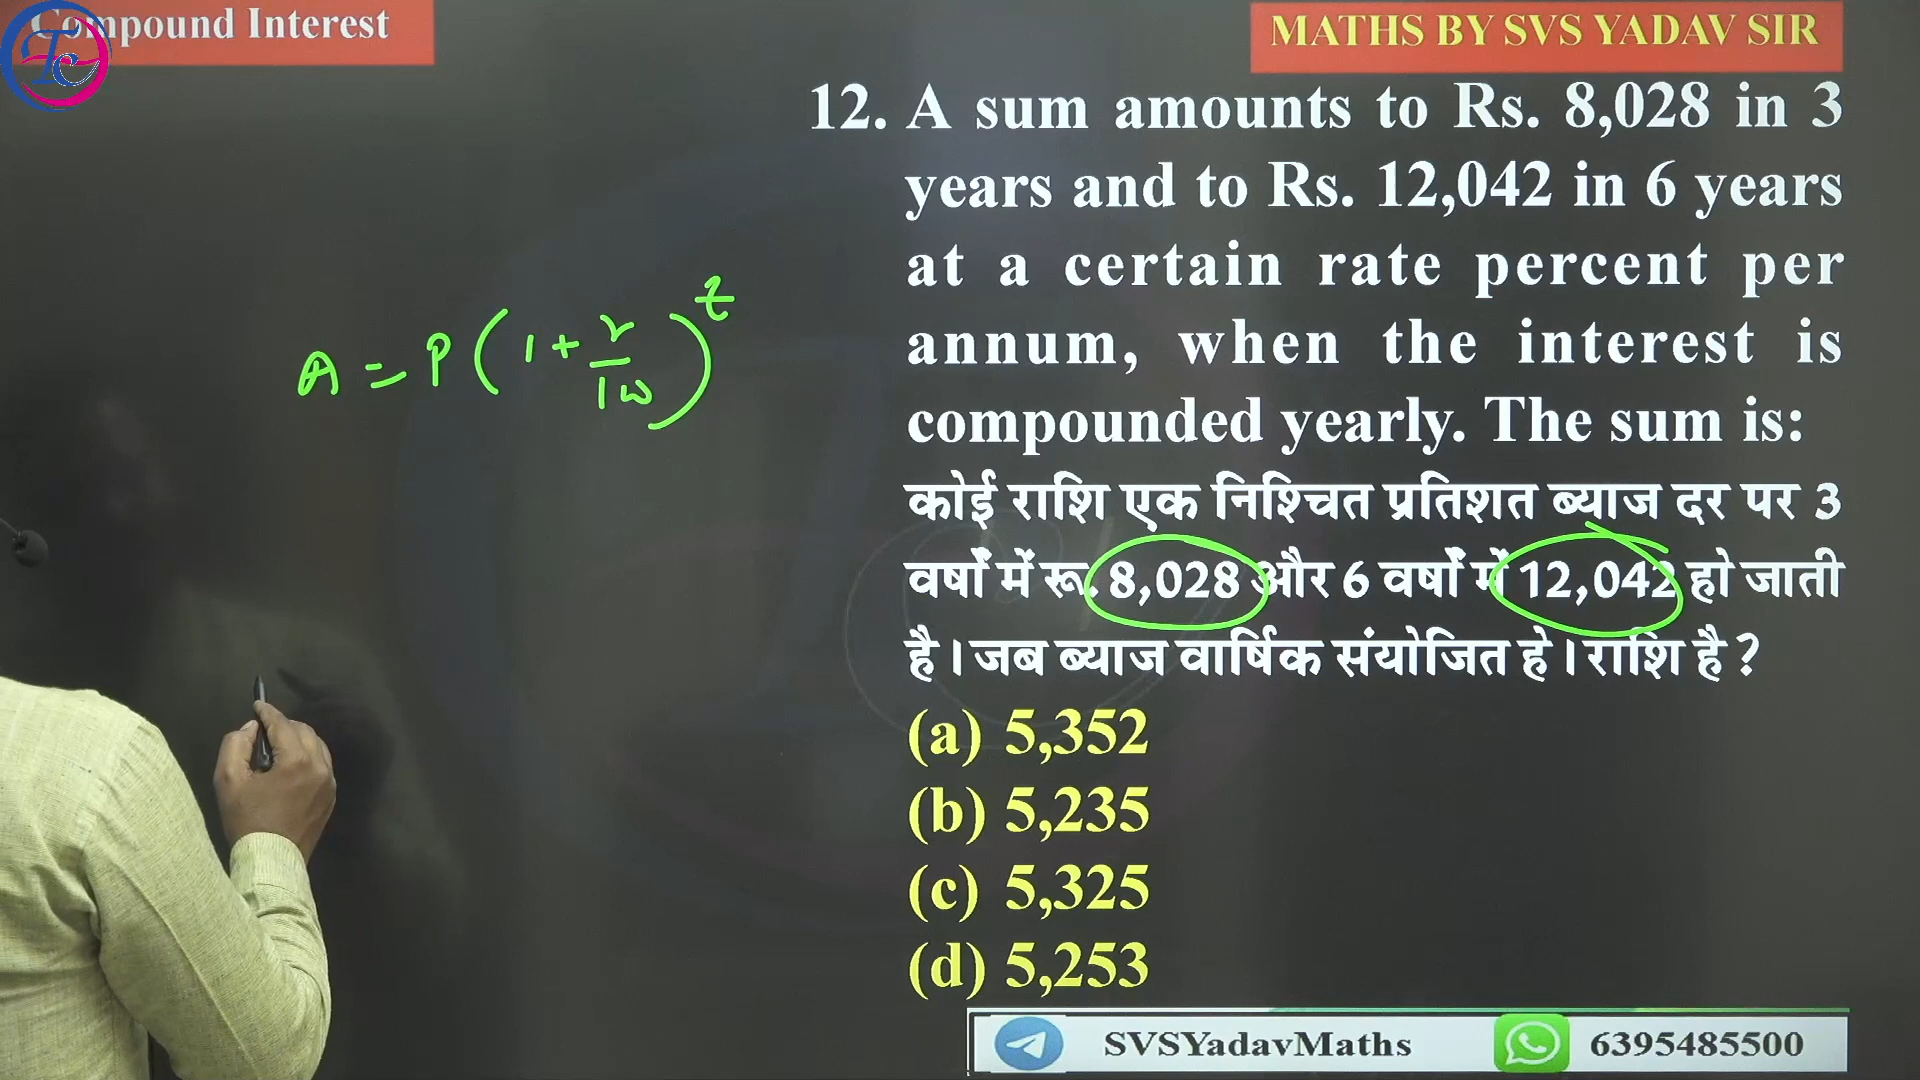 Compound Interest
MATHS BY SVS YADAV SIR
12. A sum amounts to Rs. 8,028 in 3
years and to Rs. 12,042 in 6 years
at a certain rate percent per
annum, when the interest is
compounded yearly. The sum is:
कोई राशि एक निश्चित प्रतिशत ब्याज दर पर 3
वर्षों में रू. 8,028 और 6 वर्षों में 12,042 हो जाती
है। जब ब्याज वार्षिक संयोजित हे। राशि है ?
(a) 5,352
(b) 5,235
(c) 5,325
(d) 5,253
A = P(1 + r/100)^t
SVSYadavMaths
6395485500